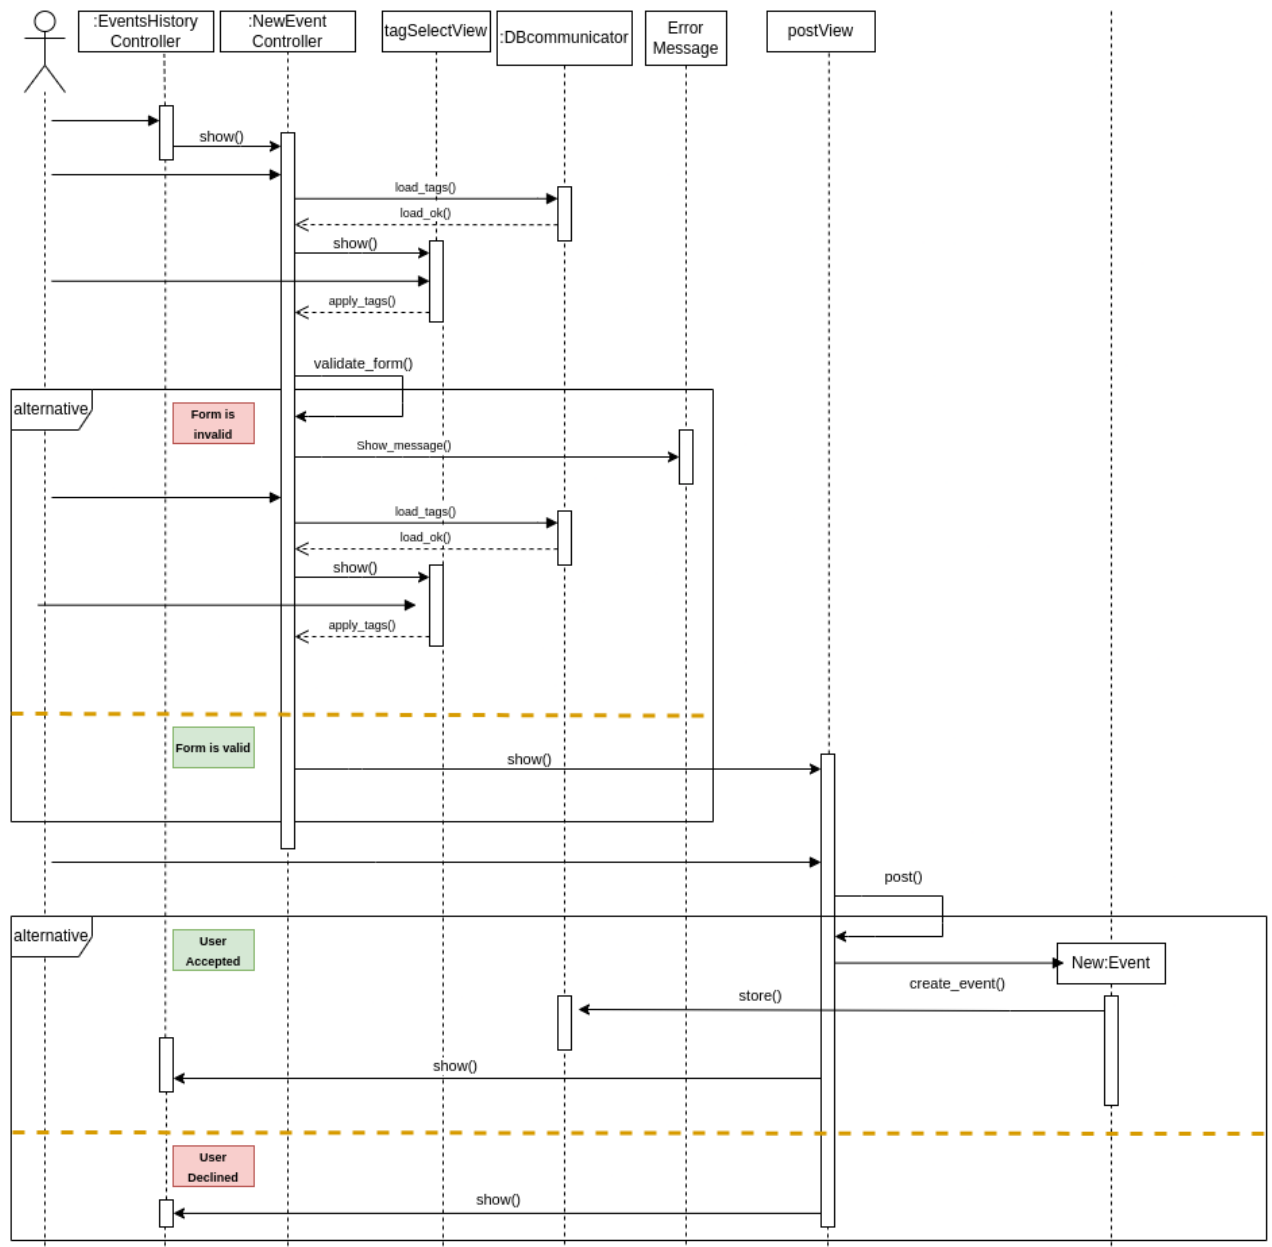 :EventsHistory
Controller
:NewEvent
Controller
tagSelectView
:DBcommunicator
Error
Message
postView
show()
load_tags()
load_ok()
show()
apply_tags()
validate_form()
alternative
Form is
invalid
Show_message()
load_tags()
load_ok()
show()
apply_tags()
Form is valid
show()
post()
alternative
User
Accepted
New:Event
create_event()
store()
show()
User
Declined
show()